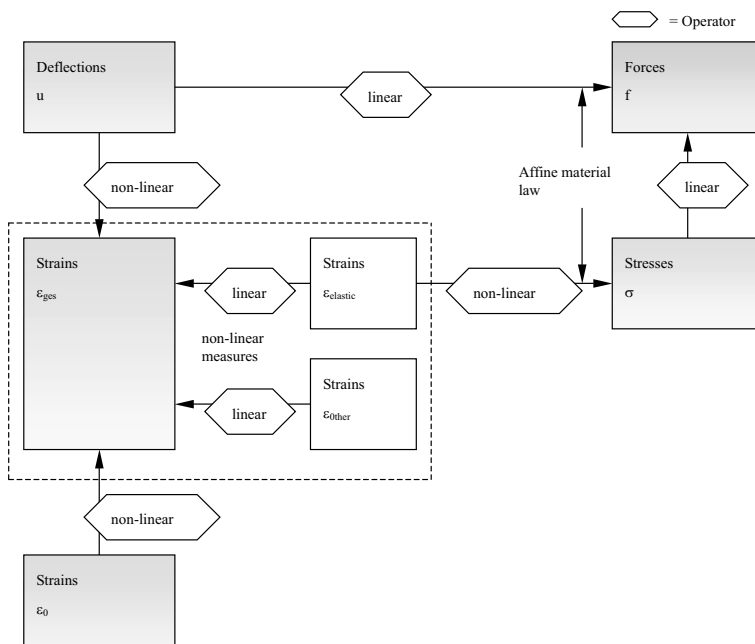 = Operator
Deflections
u
linear
Forces
f
non-linear
Affine material
law
linear
Strains
εges
linear
Strains
εelastic
non-linear
Stresses
σ
non-linear
measures
linear
Strains
ε0ther
non-linear
Strains
ε0